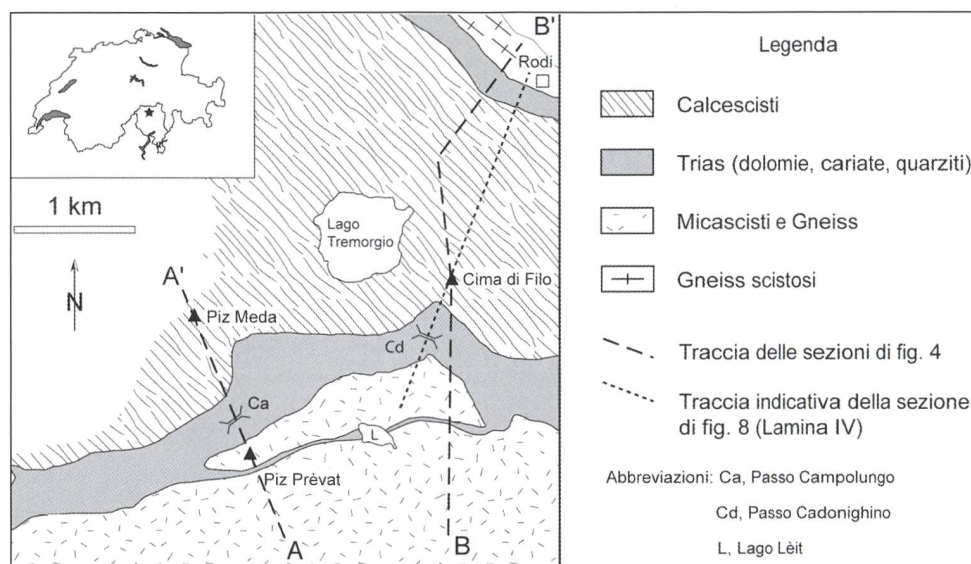 B'
Rodi
1 km
Lago
Tremorgio
N
A'
Cima di Filo
Piz Meda
Cd
Ca
L
Piz Prèvat
A
B
Legenda
Calcescisti
Trias (dolomie, cariate, quarziti)
Micascisti e Gneiss
Gneiss scistosi
Traccia delle sezioni di fig. 4
Traccia indicativa della sezione
di fig. 8 (Lamina IV)
Abbreviazioni: Ca, Passo Campolungo
Cd, Passo Cadonighino
L, Lago Lèit